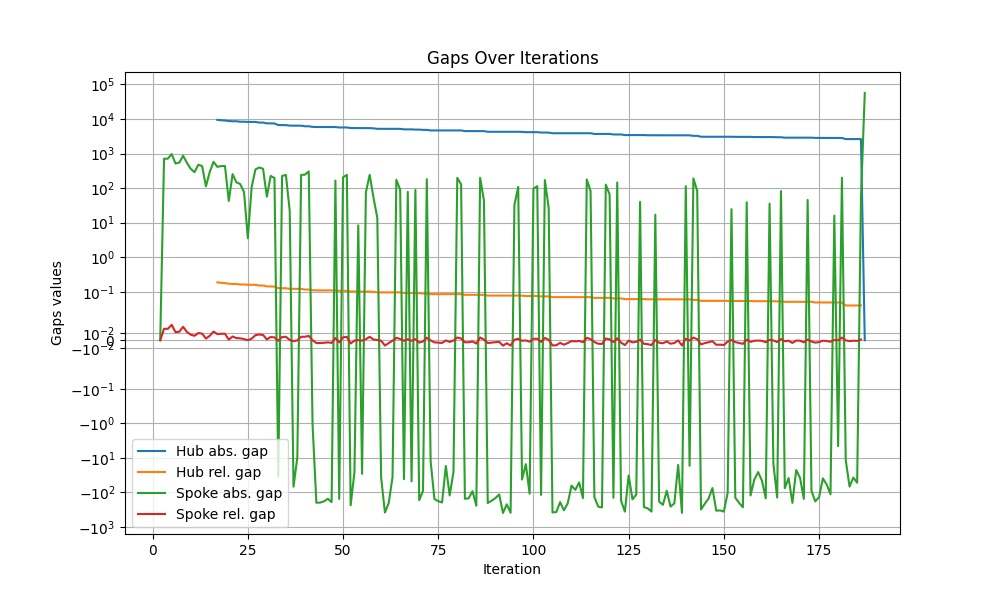 Gaps Over Iterations
Gaps values
10^5
10^4
10^3
10^2
10^1
10^0
10^−1
10^−2
0
−10^−2
−10^−1
−10^0
−10^1
−10^2
−10^3
Hub abs. gap
Hub rel. gap
Spoke abs. gap
Spoke rel. gap
0 25 50 75 100 125 150 175
Iteration